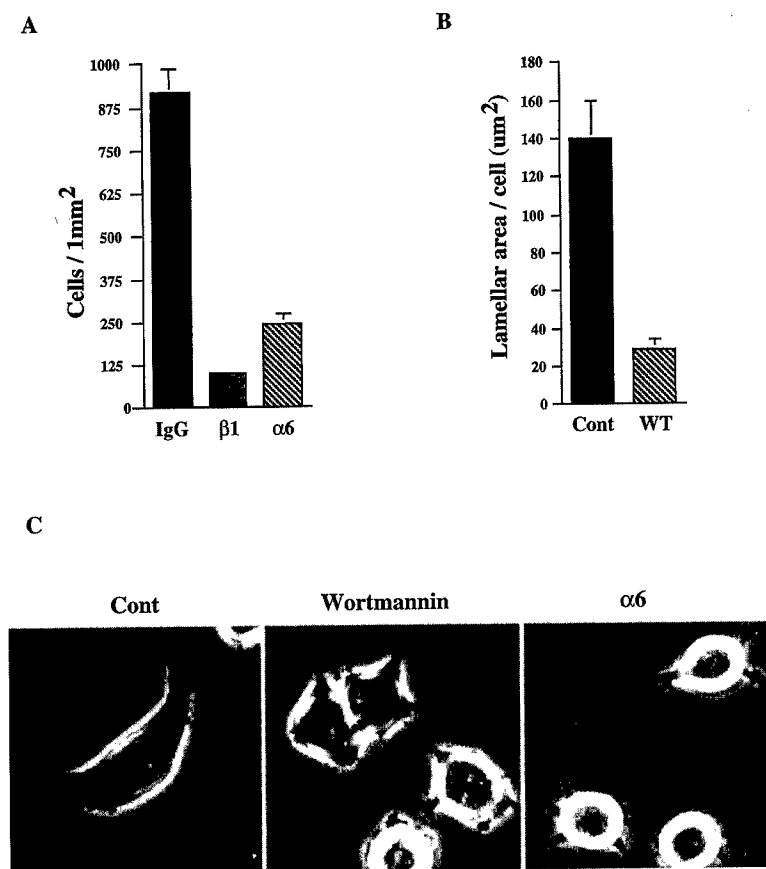 A
Cells / 1mm2
1000
875
750
625
500
375
250
125
0
IgG β1 α6
B
Lamellar area / cell (um2)
180
160
140
120
100
80
60
40
20
0
Cont WT
C
Cont Wortmannin α6